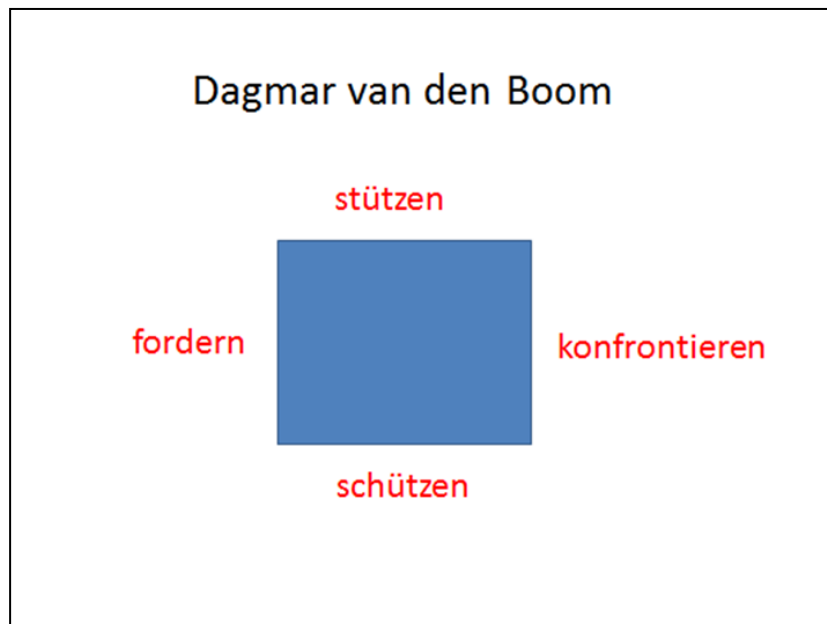 Dagmar van den Boom
stützen
fordern
konfrontieren
schützen